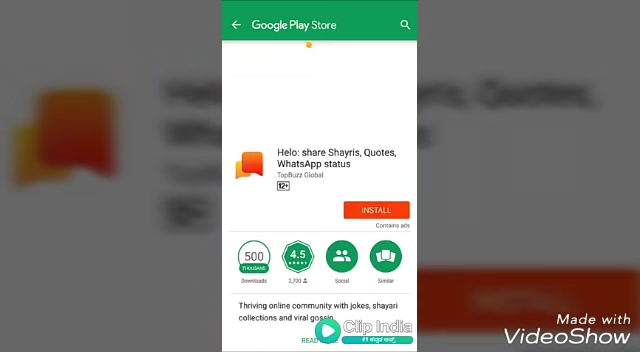 Google Play Store
Helo: share Shayris, Quotes,
WhatsApp status
TopBuzz Global
12+
INSTALL
Contains ads
500
THOUSAND
Downloads
4.5
2,700
Social
Similar
Thriving online community with jokes, shayari
collections and viral gossip
READ
Clip India
Made with
VideoShow